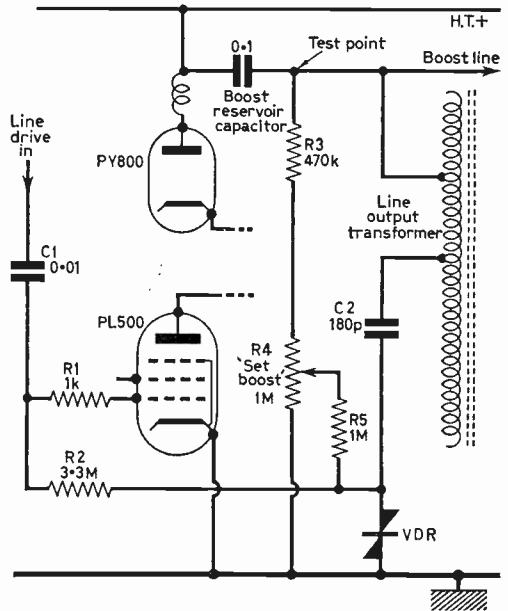 H.T.+
0·1
Test point
Boost line
Boost
reservoir
capacitor
Line
drive
in
PY800
R3
470k
Line
output
transformer
C1
0·01
PL500
C2
180p
R4
'Set
boost'
1M
R1
1k
R5
1M
R2
3·3M
VDR